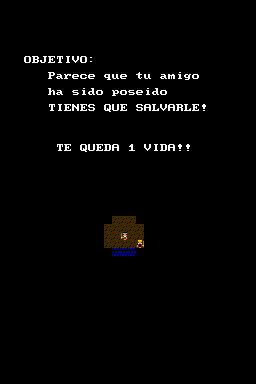 OBJETIVO:
Parece que tu amigo
ha sido poseido
TIENES QUE SALVARLE!
TE QUEDA 1 VIDA!!